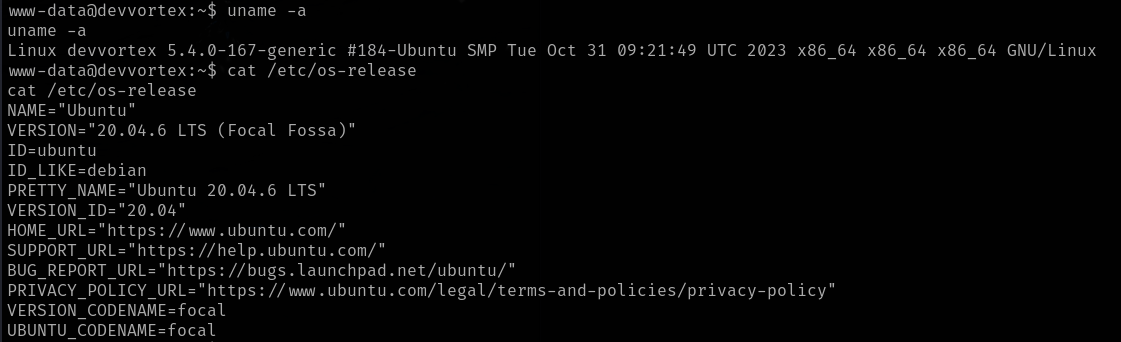 www-data@devvortex:~$ uname -a
uname -a
Linux devvortex 5.4.0-167-generic #184-Ubuntu SMP Tue Oct 31 09:21:49 UTC 2023 x86_64 x86_64 x86_64 GNU/Linux
www-data@devvortex:~$ cat /etc/os-release
cat /etc/os-release
NAME="Ubuntu"
VERSION="20.04.6 LTS (Focal Fossa)"
ID=ubuntu
ID_LIKE=debian
PRETTY_NAME="Ubuntu 20.04.6 LTS"
VERSION_ID="20.04"
HOME_URL="https://www.ubuntu.com/"
SUPPORT_URL="https://help.ubuntu.com/"
BUG_REPORT_URL="https://bugs.launchpad.net/ubuntu/"
PRIVACY_POLICY_URL="https://www.ubuntu.com/legal/terms-and-policies/privacy-policy"
VERSION_CODENAME=focal
UBUNTU_CODENAME=focal